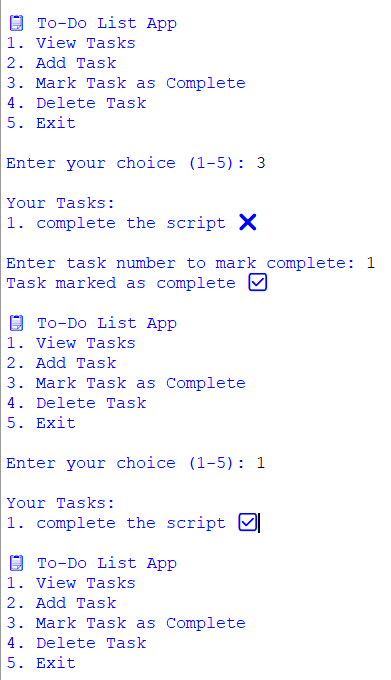 📋 To-Do List App
1. View Tasks
2. Add Task
3. Mark Task as Complete
4. Delete Task
5. Exit
Enter your choice (1-5): 3
Your Tasks:
1. complete the script ❌
Enter task number to mark complete: 1
Task marked as complete ✅
📋 To-Do List App
1. View Tasks
2. Add Task
3. Mark Task as Complete
4. Delete Task
5. Exit
Enter your choice (1-5): 1
Your Tasks:
1. complete the script ✅
📋 To-Do List App
1. View Tasks
2. Add Task
3. Mark Task as Complete
4. Delete Task
5. Exit